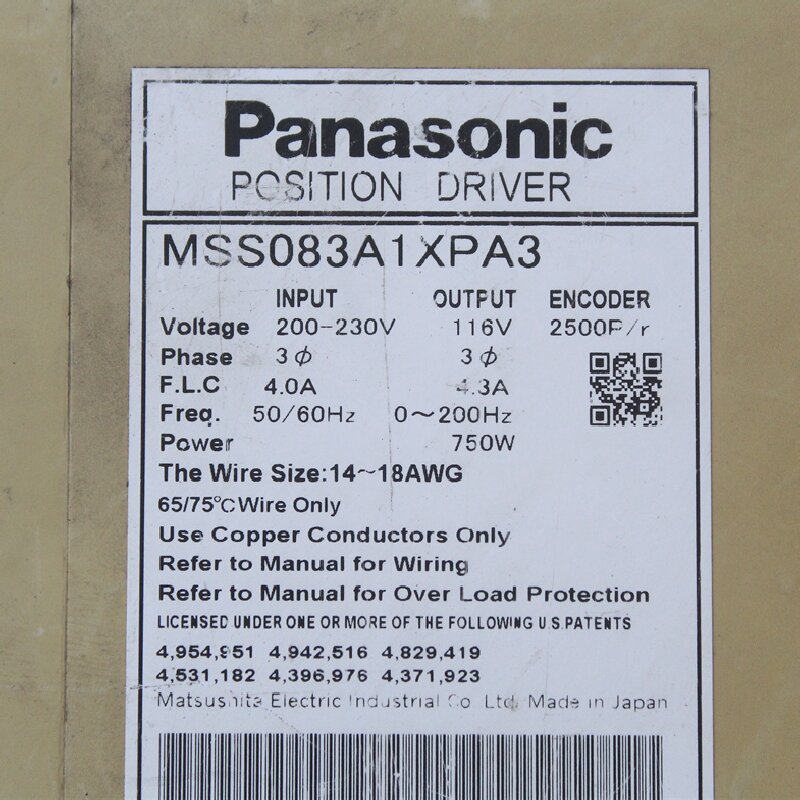 Panasonic
POSITION DRIVER
MSS083A1XPA3
INPUT OUTPUT ENCODER
Voltage 200-230V 116V 2500P/r
Phase 3ϕ 3ϕ
F.L.C 4.0A 4.3A
Freq. 50/60Hz 0~200Hz
Power 750W
The Wire Size:14~18AWG
65/75℃ Wire Only
Use Copper Conductors Only
Refer to Manual for Wiring
Refer to Manual for Over Load Protection
LICENSED UNDER ONE OR MORE OF THE FOLLOWING U.S.PATENTS
4,954,951 4,942,516 4,829,419
4,531,182 4,396,976 4,371,923
Matsushita Electric Industrial Co Ltd. Made in Japan